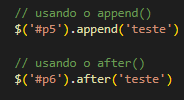 // usando o append()
$('#p5').append('teste')
// usando o after()
$('#p6').after('teste')